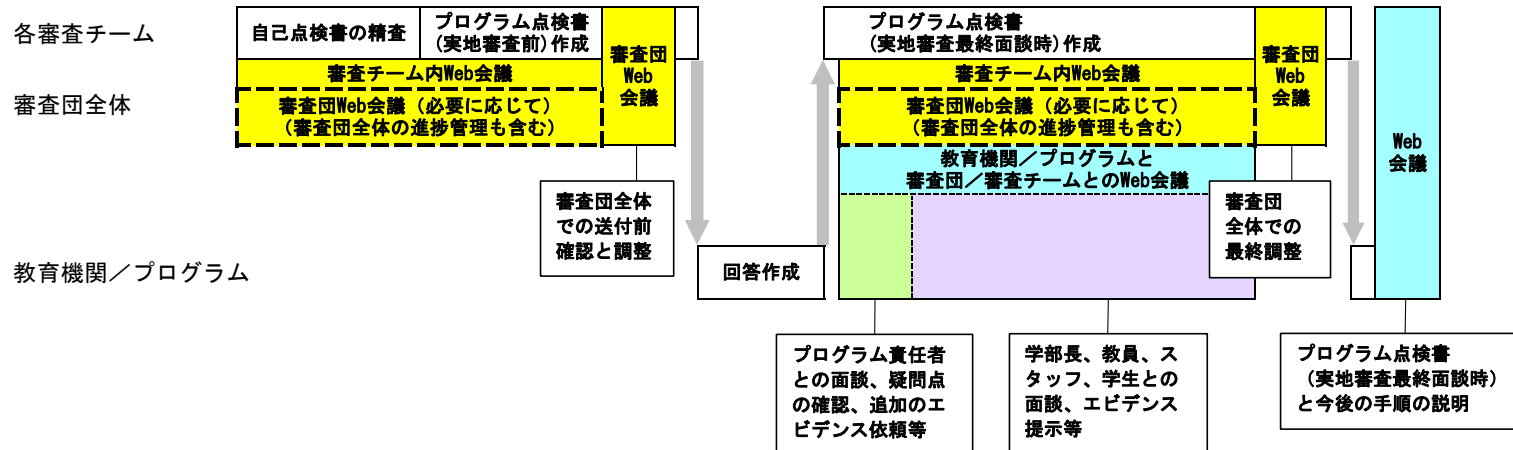 各審査チーム
自己点検書の精査
プログラム点検書
(実地審査前)作成
審査団
Web
会議
プログラム点検書
(実地審査最終面談時)作成
審査団
Web
会議
審査チーム内Web会議
審査チーム内Web会議
審査団全体
審査団Web会議（必要に応じて）
（審査団全体の進捗管理も含む）
審査団Web会議（必要に応じて）
（審査団全体の進捗管理も含む）
Web
会議
教育機関／プログラムと
審査団／審査チームとのWeb会議
審査団全体
での送付前
確認と調整
審査団
全体での
最終調整
教育機関／プログラム
回答作成
プログラム責任者
との面談、疑問点
の確認、追加のエ
ビデンス依頼等
学部長、教員、ス
タッフ、学生との
面談、エビデンス
提示等
プログラム点検書
（実地審査最終面談時）
と今後の手順の説明